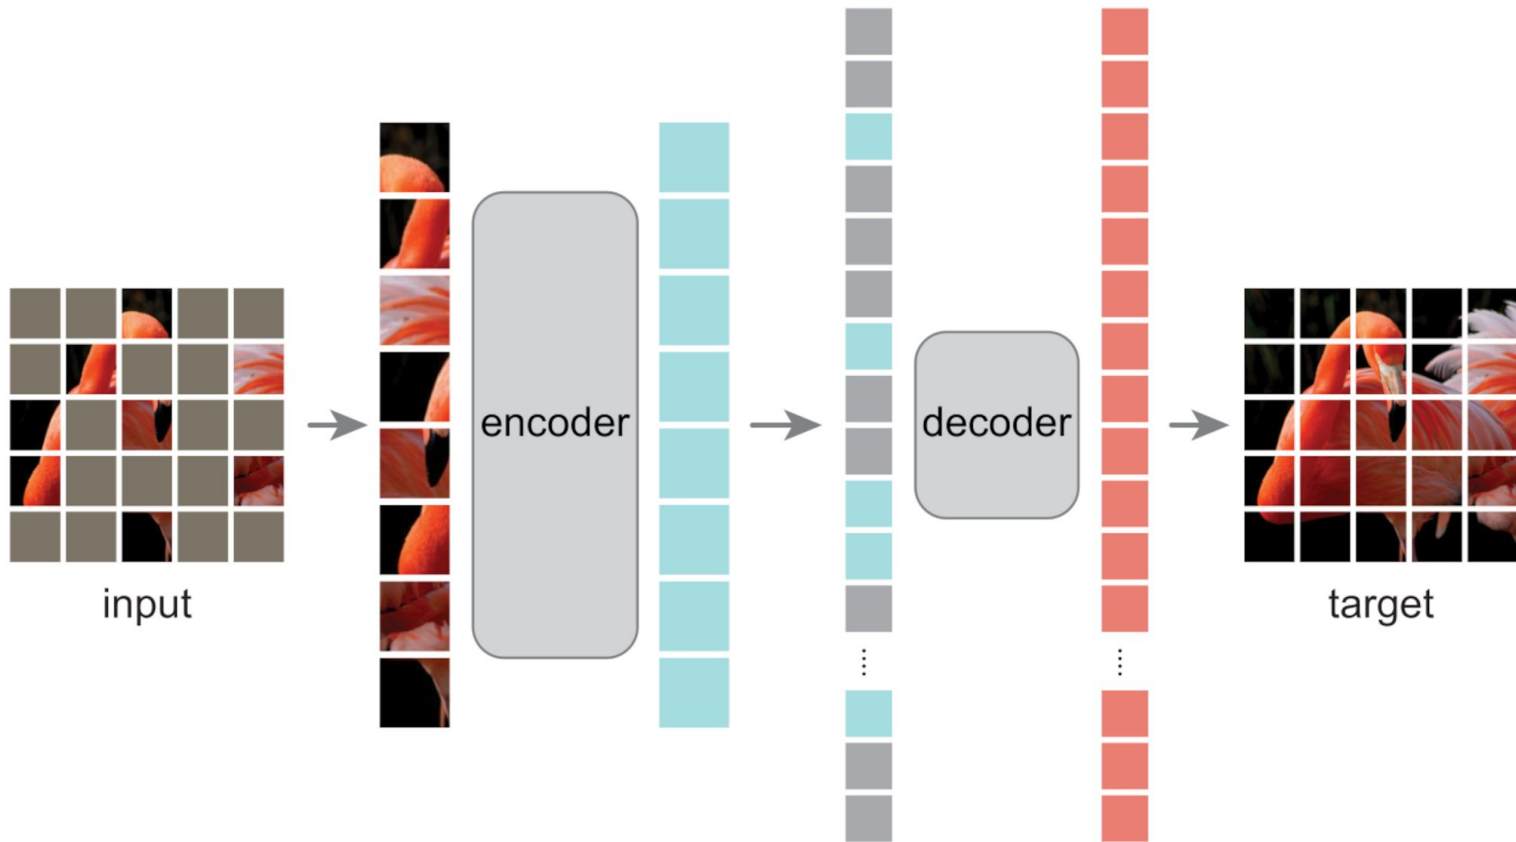 input
encoder
decoder
target